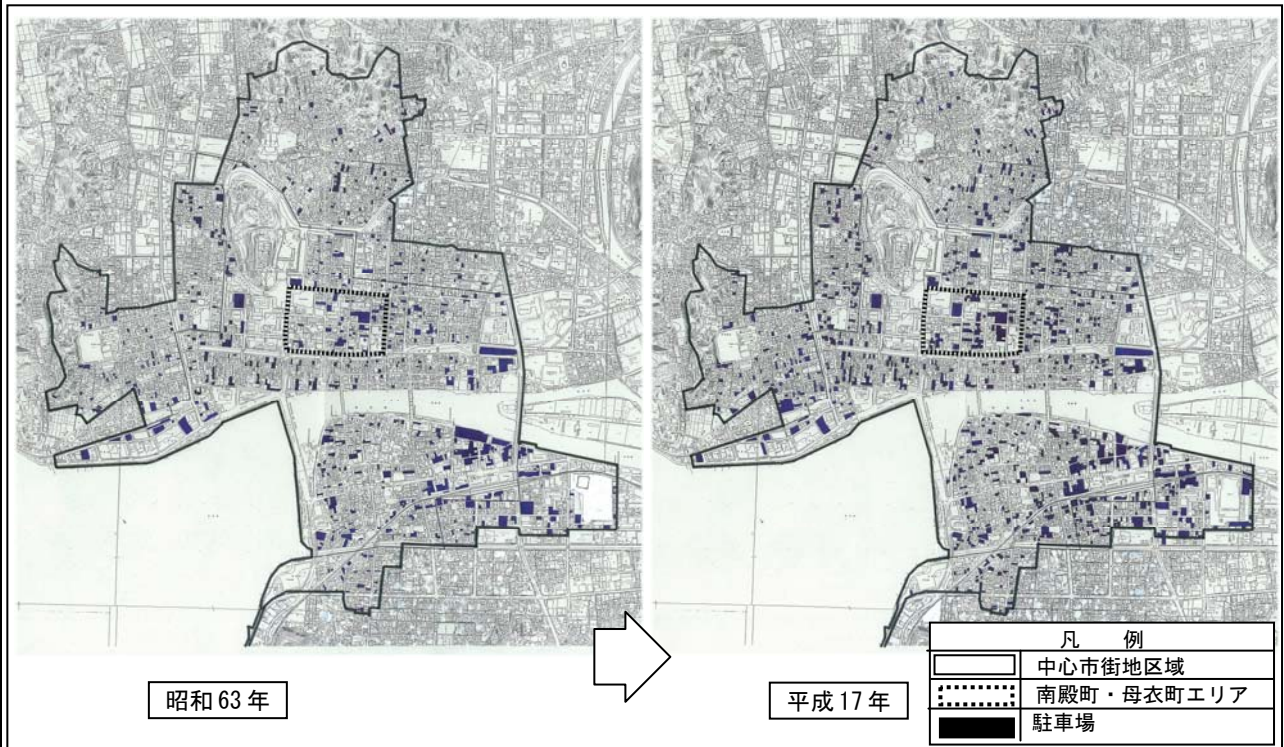 昭和63年
平成17年
凡 例
中心市街地区域
南殿町・母衣町エリア
駐車場